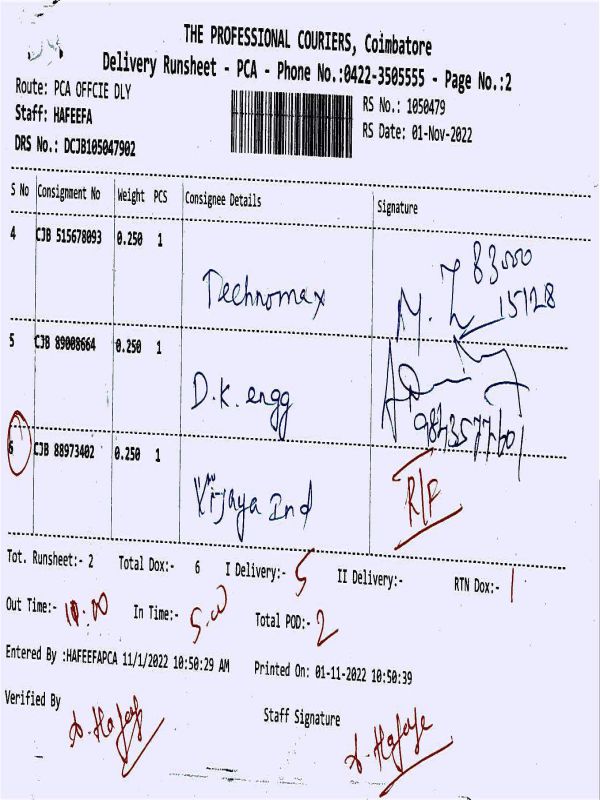 THE PROFESSIONAL COURIERS, Coimbatore
Delivery Runsheet - PCA - Phone No.:0422-3505555 - Page No.:2
Route: PCA OFFCIE DLY
RS No.: 1050479
Staff: HAFEEFA
RS Date: 01-Nov-2022
DRS No.: DCJB105047902
S No Consignment No Weight PCS Consignee Details Signature
4 CJB 515678093 0.250 1 Technomax M. 83000
15128
5 CJB 89008664 0.250 1 D.K. engg
9843577601
6 CJB 88973402 0.250 1 Vijaya Ind R/F
Tot. Runsheet:- 2 Total Dox:- 6 I Delivery:- 5 II Delivery:- RTN Dox:- 1
Out Time:- 11.00 In Time:- 5.00 Total POD:- 2
Entered By :HAFEEFAPCA 11/1/2022 10:50:29 AM Printed On: 01-11-2022 10:50:39
Verified By Staff Signature